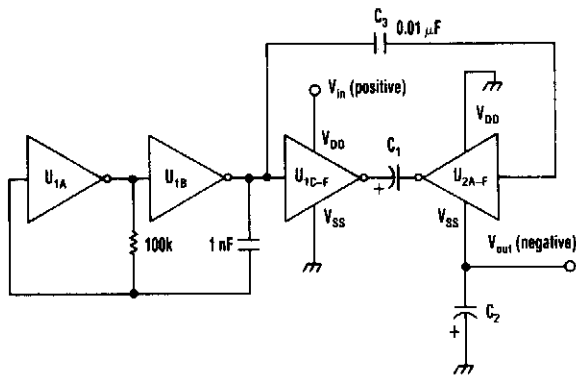 C3
0.01 μF
Vin (positive)
VDD
VDD
C1
U1A
U1B
U1C–F
U2A–F
+
VSS
VSS
100k
1 nF
Vout (negative)
C2
+